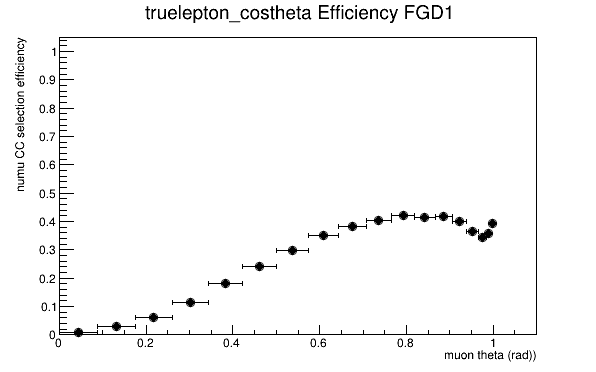 truelepton_costheta Efficiency FGD1
numu CC selection efficiency
1
0.9
0.8
0.7
0.6
0.5
0.4
0.3
0.2
0.1
0
0 0.2 0.4 0.6 0.8 1
muon theta (rad))